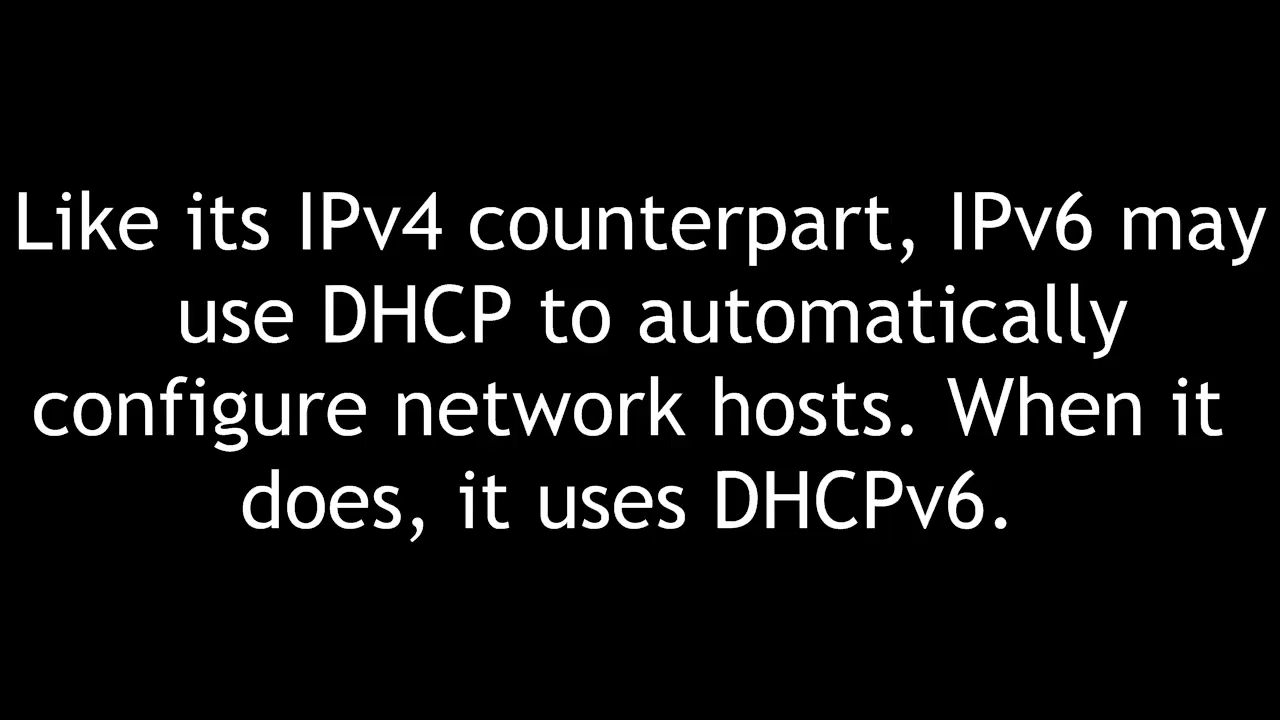 Like its IPv4 counterpart, IPv6 may
use DHCP to automatically
configure network hosts. When it
does, it uses DHCPv6.